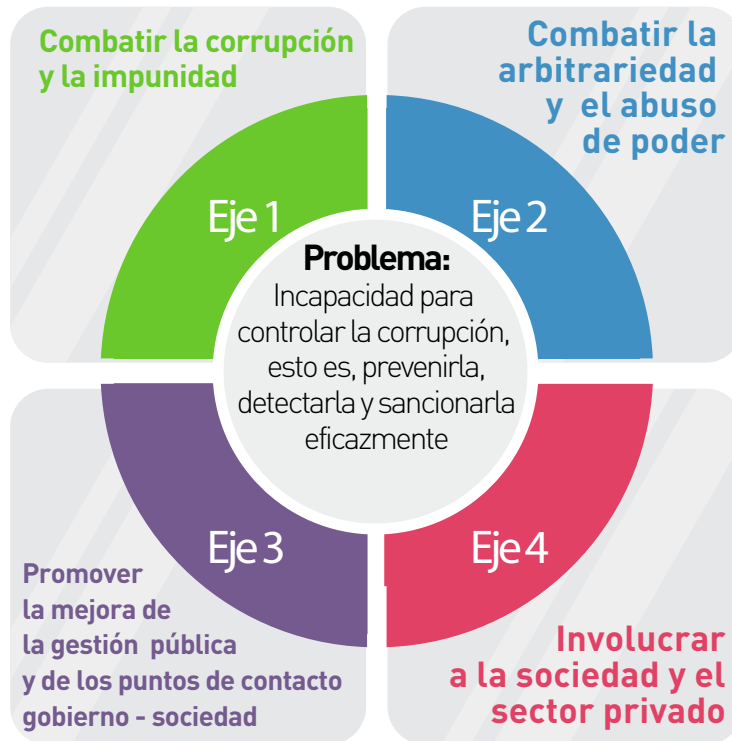 Combatir la corrupción
y la impunidad
Combatir la
arbitrariedad
y el abuso
de poder
Eje 1
Eje 2
Problema:
Incapacidad para
controlar la corrupción,
esto es, prevenirla,
detectarla y sancionarla
eficazmente
Eje 3
Eje 4
Promover
la mejora de
la gestión pública
y de los puntos de contacto
gobierno - sociedad
Involucrar
a la sociedad y el
sector privado